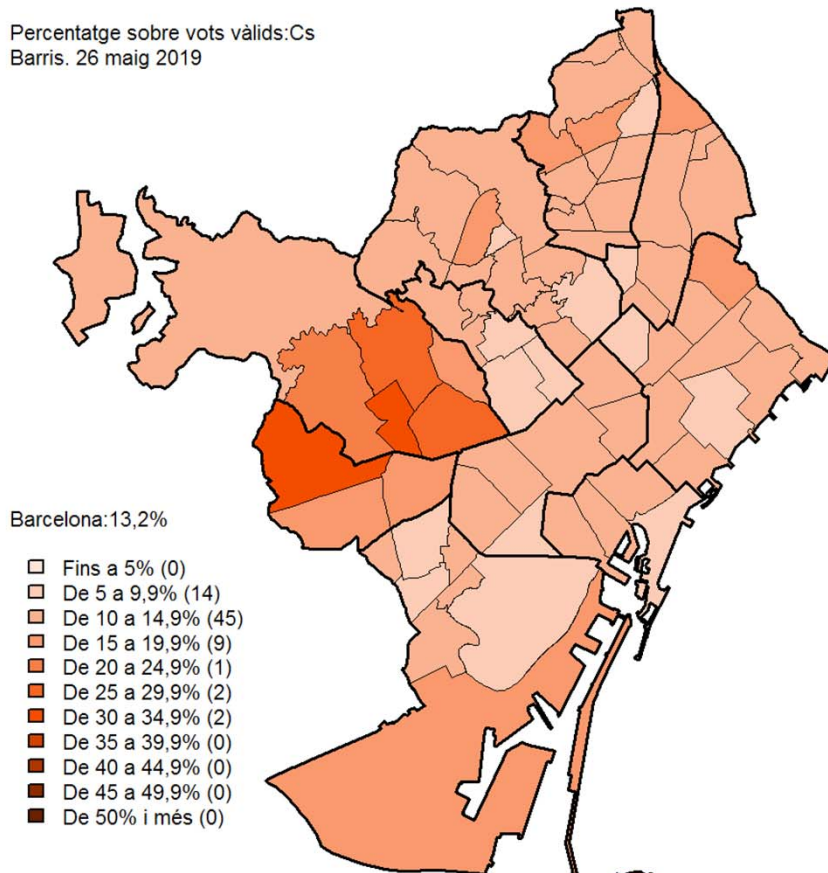 Percentatge sobre vots vàlids:Cs
Barris. 26 maig 2019
Barcelona:13,2%
Fins a 5% (0)
De 5 a 9,9% (14)
De 10 a 14,9% (45)
De 15 a 19,9% (9)
De 20 a 24,9% (1)
De 25 a 29,9% (2)
De 30 a 34,9% (2)
De 35 a 39,9% (0)
De 40 a 44,9% (0)
De 45 a 49,9% (0)
De 50% i més (0)